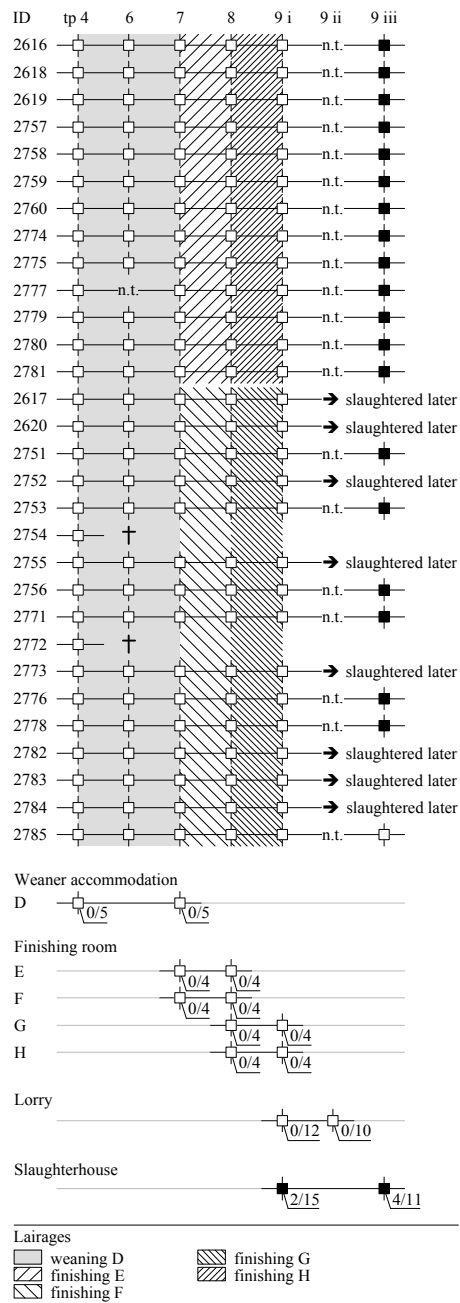 ID tp 4 6 7 8 9 i 9 ii 9 iii
2616 n.t.
2618 n.t.
2619 n.t.
2757 n.t.
2758 n.t.
2759 n.t.
2760 n.t.
2774 n.t.
2775 n.t.
2777 n.t. n.t.
2779 n.t.
2780 n.t.
2781 n.t.
2617 ➔ slaughtered later
2620 ➔ slaughtered later
2751 n.t.
2752 ➔ slaughtered later
2753 n.t.
2754 †
2755 ➔ slaughtered later
2756 n.t.
2771 n.t.
2772 †
2773 ➔ slaughtered later
2776 n.t.
2778 n.t.
2782 ➔ slaughtered later
2783 ➔ slaughtered later
2784 ➔ slaughtered later
2785 n.t.
Weaner accommodation
D
0/5 0/5
Finishing room
E
0/4 0/4
F
0/4 0/4
G
0/4 0/4
H
0/4 0/4
Lorry
0/12 0/10
Slaughterhouse
2/15 4/11
Lairages
weaning D finishing G
finishing E finishing H
finishing F